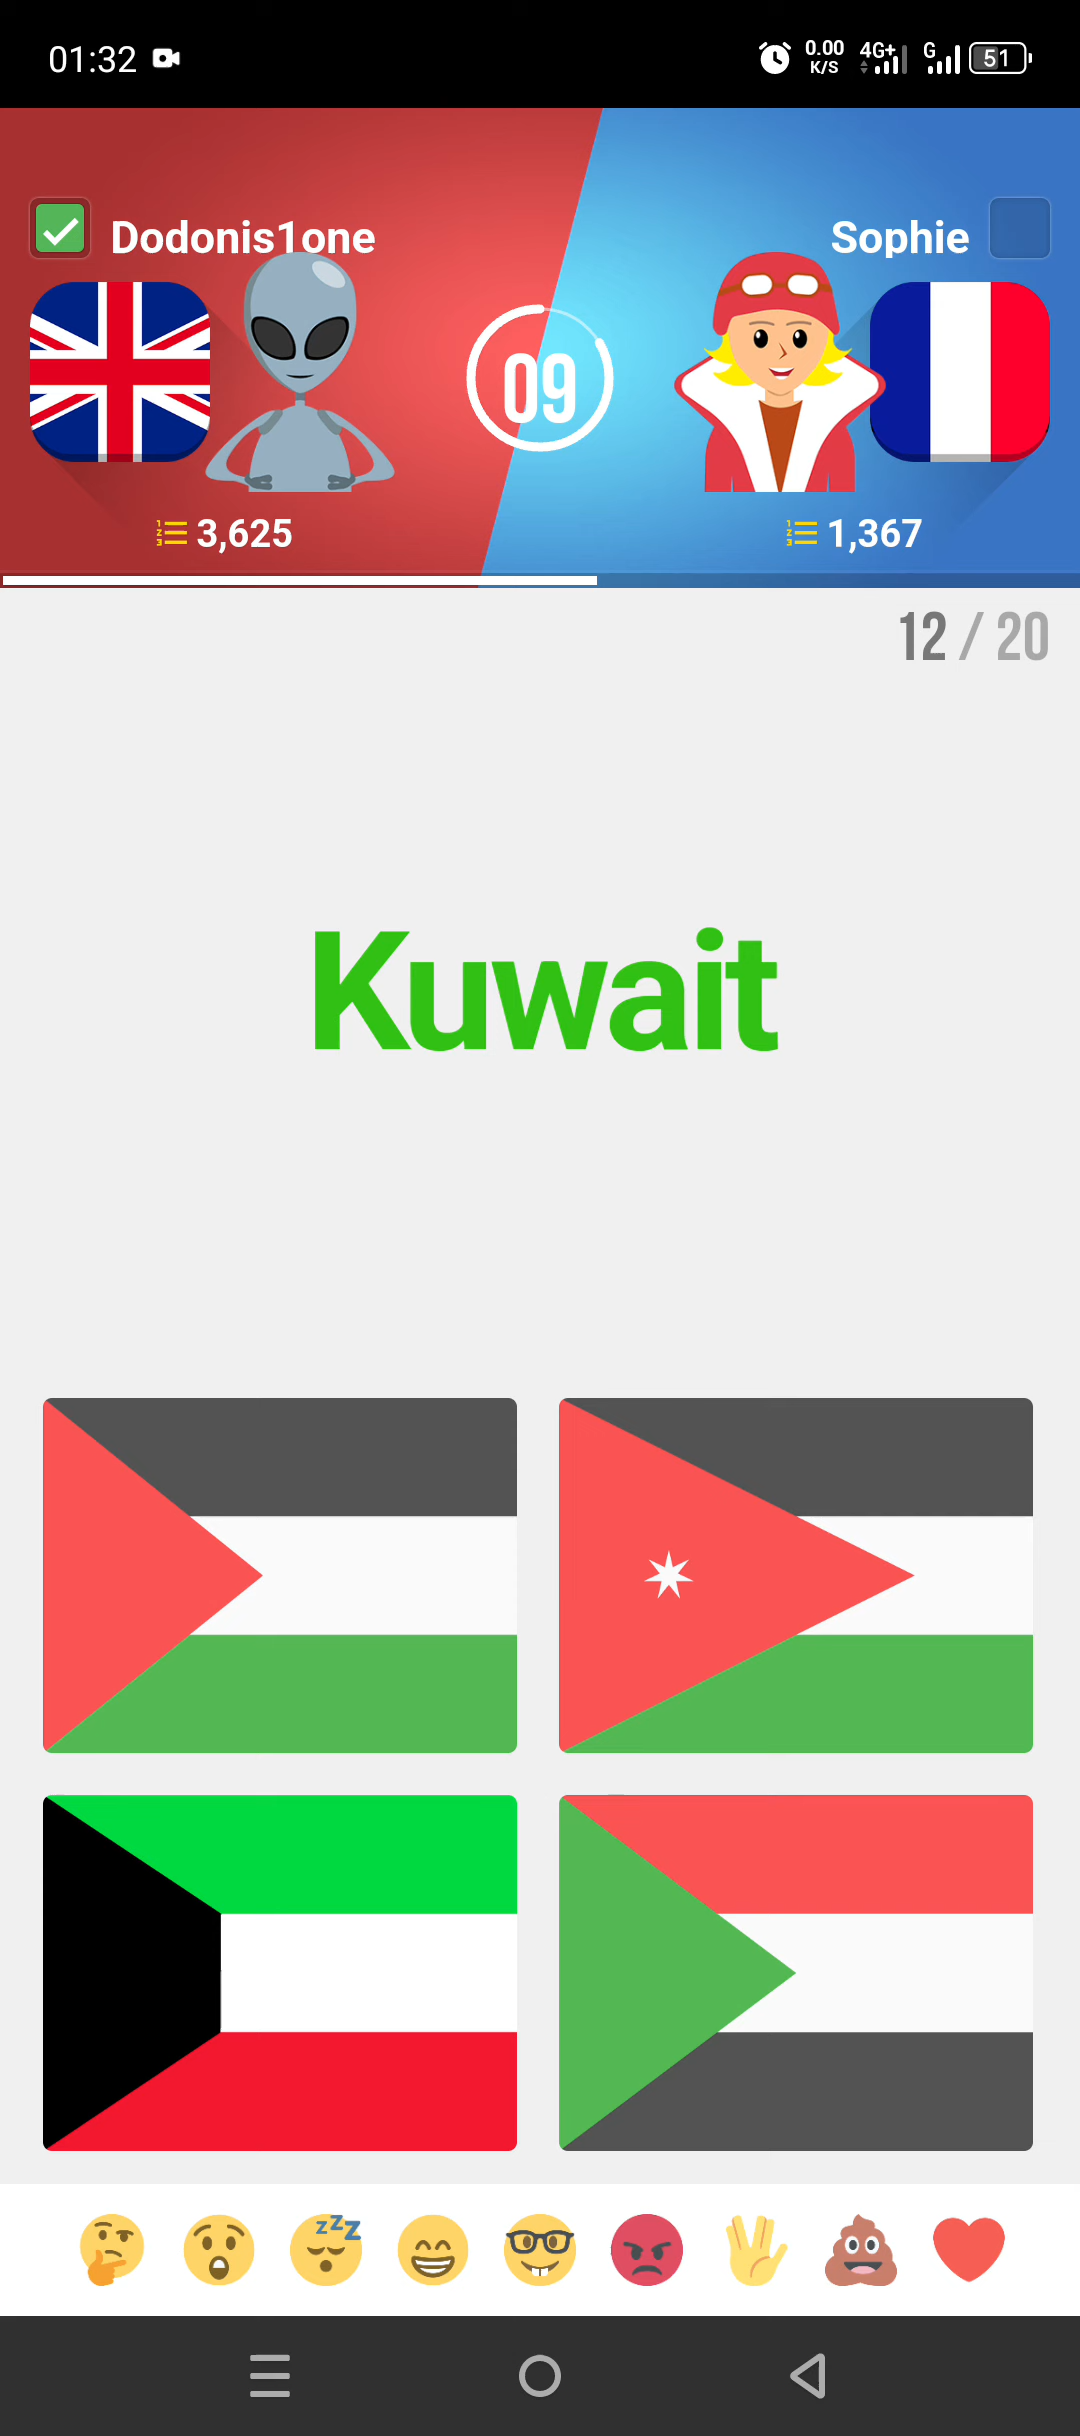 01:32
0.00
K/S
4G+
G
51
Dodonis1one
Sophie
09
3,625
1,367
12 / 20
Kuwait